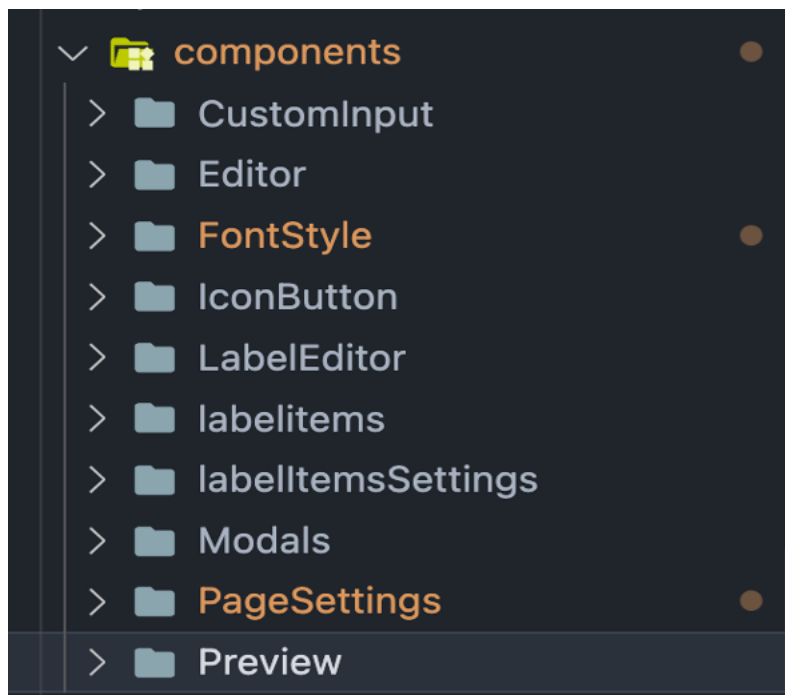 components
CustomInput
Editor
FontStyle
IconButton
LabelEditor
labelitems
labelItemsSettings
Modals
PageSettings
Preview